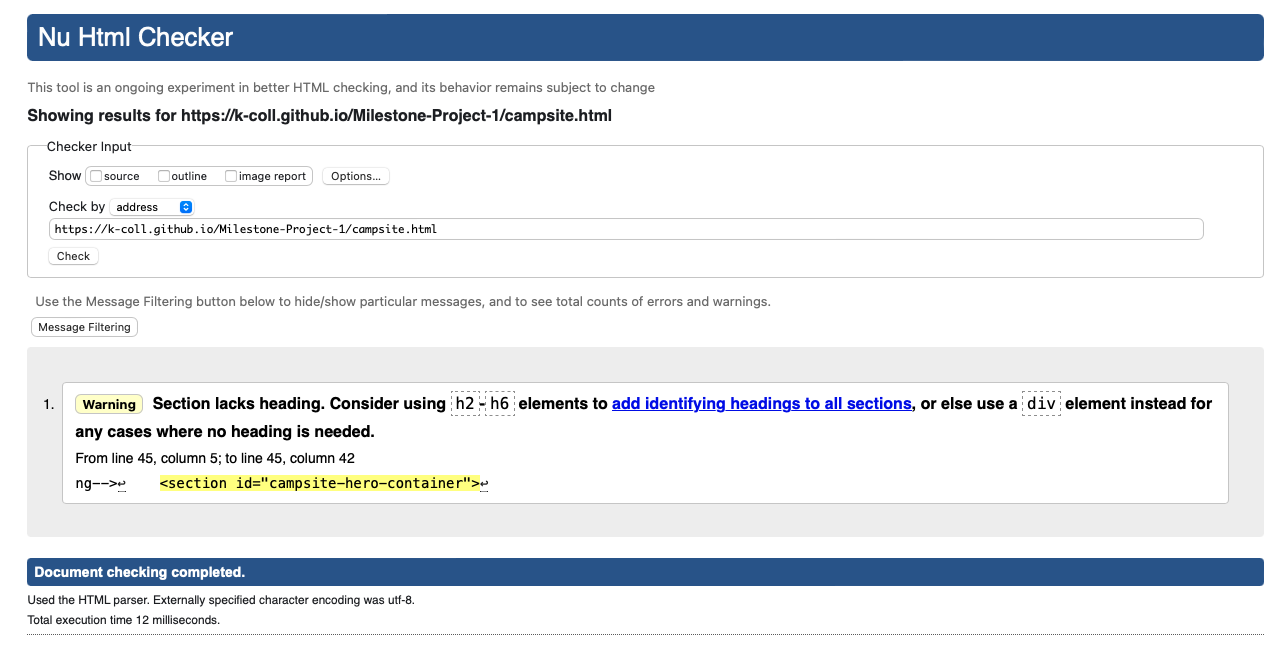 Nu Html Checker
This tool is an ongoing experiment in better HTML checking, and its behavior remains subject to change
Showing results for https://k-coll.github.io/Milestone-Project-1/campsite.html
Checker Input
Show source outline image report Options...
Check by address
https://k-coll.github.io/Milestone-Project-1/campsite.html
Check
Use the Message Filtering button below to hide/show particular messages, and to see total counts of errors and warnings.
Message Filtering
1. Warning Section lacks heading. Consider using h2-h6 elements to add identifying headings to all sections, or else use a div element instead for
any cases where no heading is needed.
From line 45, column 5; to line 45, column 42
ng-->↩ <section id="campsite-hero-container">↩
Document checking completed.
Used the HTML parser. Externally specified character encoding was utf-8.
Total execution time 12 milliseconds.